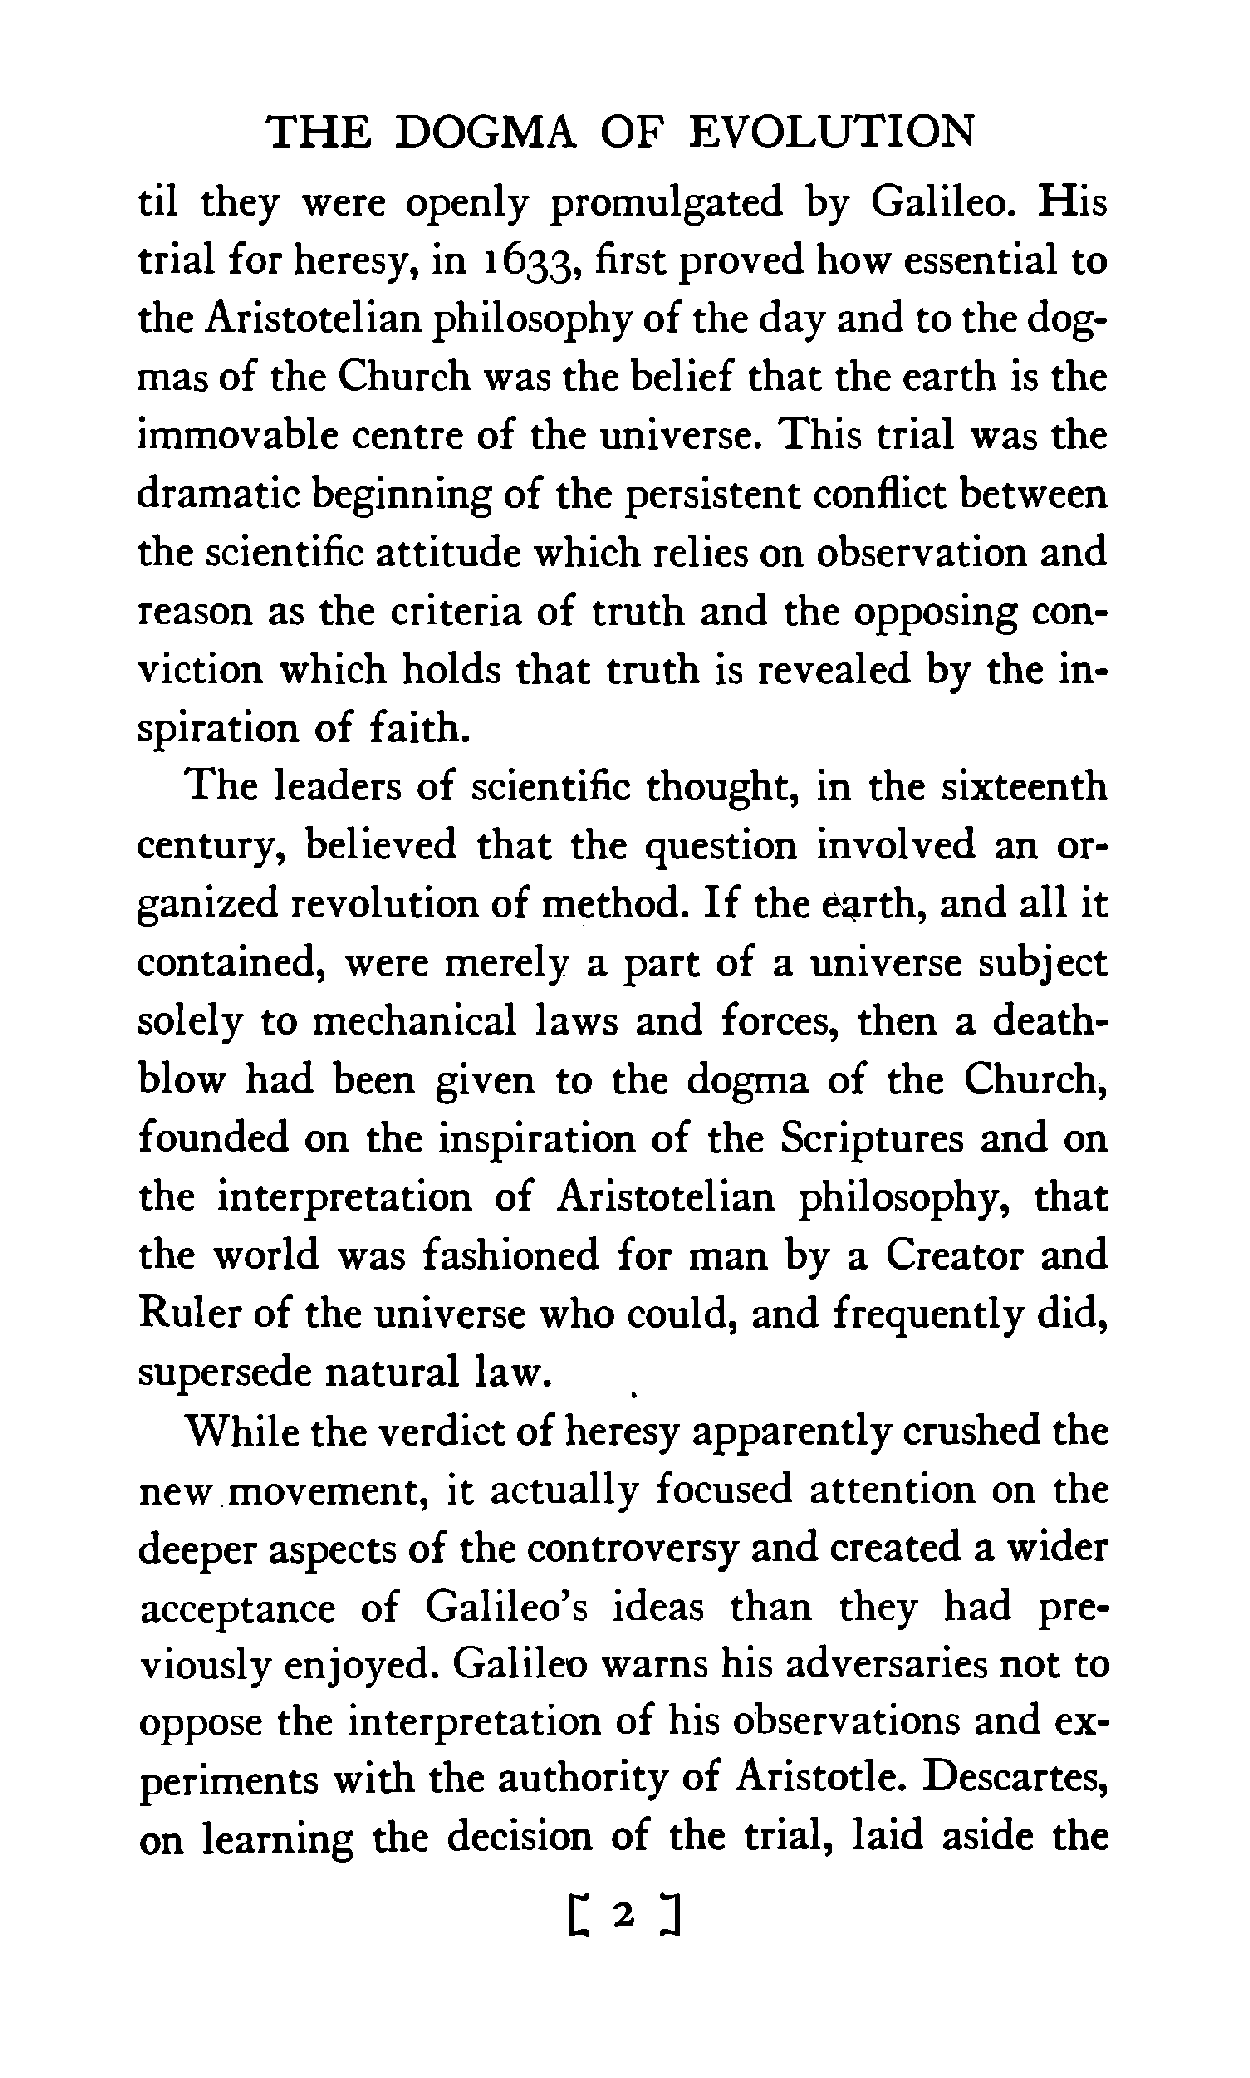 THE DOGMA OF EVOLUTION
til they were openly promulgated by Galileo. His
trial for heresy, in 1633, first proved how essential to
the Aristotelian philosophy of the day and to the dog-
mas of the Church was the belief that the earth is the
immovable centre of the universe. This trial was the
dramatic beginning of the persistent conflict between
the scientific attitude which relies on observation and
reason as the criteria of truth and the opposing con-
viction which holds that truth is revealed by the in-
spiration of faith.
The leaders of scientific thought, in the sixteenth
century, believed that the question involved an or-
ganized revolution of method. If the earth, and all it
contained, were merely a part of a universe subject
solely to mechanical laws and forces, then a death-
blow had been given to the dogma of the Church,
founded on the inspiration of the Scriptures and on
the interpretation of Aristotelian philosophy, that
the world was fashioned for man by a Creator and
Ruler of the universe who could, and frequently did,
supersede natural law.
While the verdict of heresy apparently crushed the
new movement, it actually focused attention on the
deeper aspects of the controversy and created a wider
acceptance of Galileo's ideas than they had pre-
viously enjoyed. Galileo warns his adversaries not to
oppose the interpretation of his observations and ex-
periments with the authority of Aristotle. Descartes,
on learning the decision of the trial, laid aside the
[ 2 ]